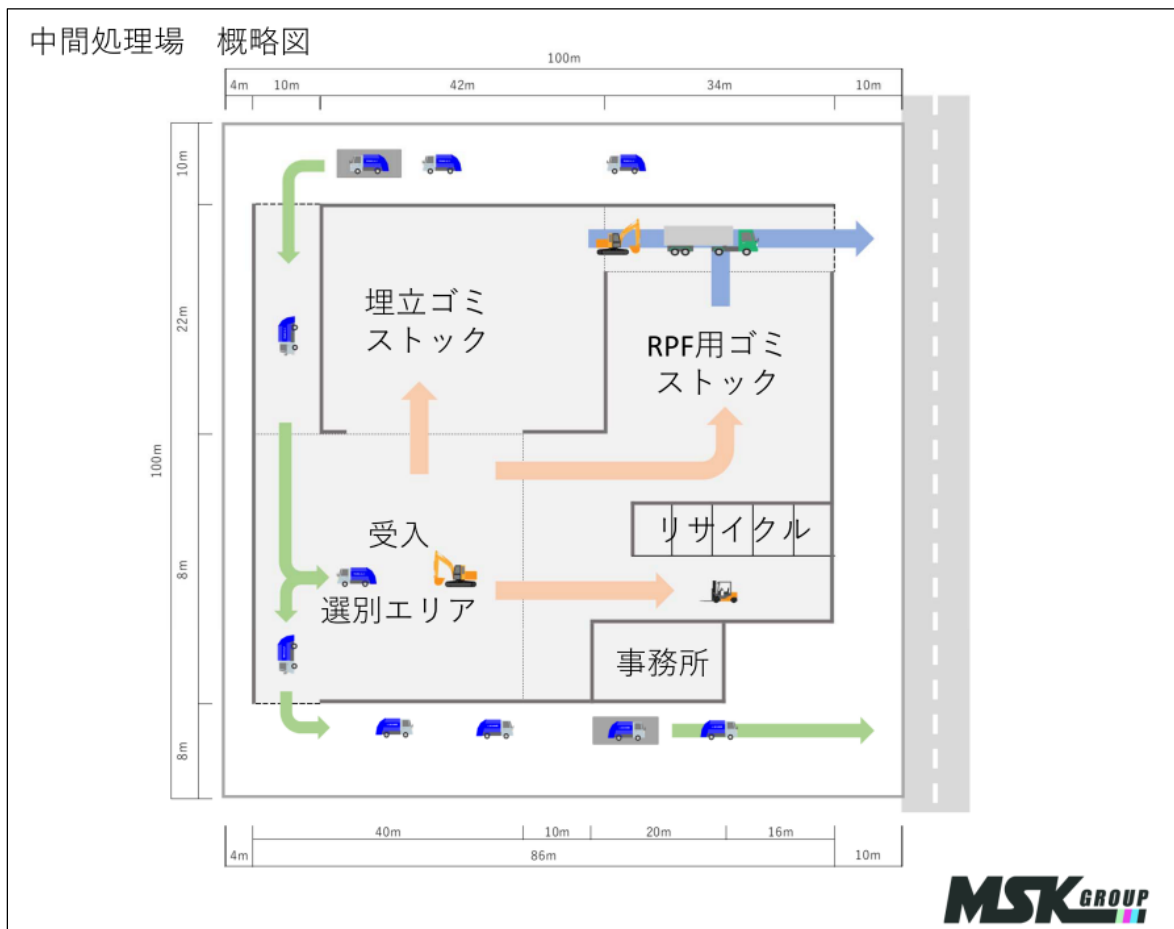 中間処理場　概略図
100m
4m
10m
42m
34m
10m
10m
22m
100m
8m
8m
埋立ゴミ
ストック
RPF用ゴミ
ストック
受入
選別エリア
リサイクル
事務所
40m
10m
20m
16m
4m
86m
10m
MSK GROUP